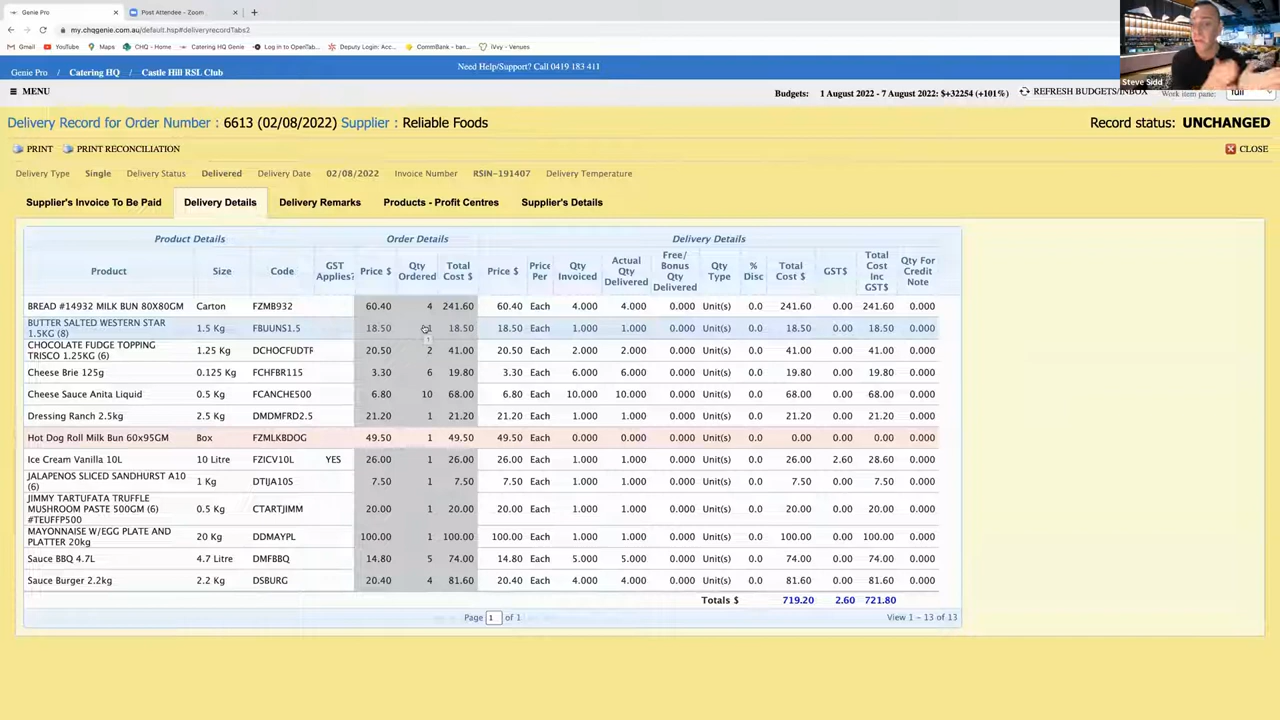 Genie Pro
Post Attendee - Zoom
my.chqgenie.com.au/default.hsp#deliveryrecordTabs2
Gmail YouTube Maps CHQ - Home Catering HQ Genie Log in to OpenTab... Deputy Login: Acc... CommBank - ban... iVvy - Venues
Steve Sidd
Genie Pro / Catering HQ / Castle Hill RSL Club
Need Help/Support? Call 0419 183 411
MENU
Budgets: 1 August 2022 - 7 August 2022: $+32254 (+101%) REFRESH BUDGETS/INBOX Work item pane: full
Delivery Record for Order Number : 6613 (02/08/2022) Supplier : Reliable Foods
Record status: UNCHANGED
PRINT PRINT RECONCILIATION
CLOSE
Delivery Type Single Delivery Status Delivered Delivery Date 02/08/2022 Invoice Number RSIN-191407 Delivery Temperature
Supplier's Invoice To Be Paid Delivery Details Delivery Remarks Products - Profit Centres Supplier's Details
Product Details Order Details Delivery Details
Product Size Code GST Applies? Price $ Qty Ordered Total Cost $ Price $ Price Per Qty Invoiced Actual Qty Delivered Free/ Bonus Qty Delivered Qty Type % Disc Total Cost $ GST$ Total Cost Inc GST$ Qty For Credit Note
BREAD #14932 MILK BUN 80X80GM Carton FZMB932 60.40 4 241.60 60.40 Each 4.000 4.000 0.000 Unit(s) 0.0 241.60 0.00 241.60 0.000
BUTTER SALTED WESTERN STAR 1.5KG (8) 1.5 Kg FBUUNS1.5 18.50 1 18.50 18.50 Each 1.000 1.000 0.000 Unit(s) 0.0 18.50 0.00 18.50 0.000
1
CHOCOLATE FUDGE TOPPING TRISCO 1.25KG (6) 1.25 Kg DCHOCFUDTF 20.50 2 41.00 20.50 Each 2.000 2.000 0.000 Unit(s) 0.0 41.00 0.00 41.00 0.000
Cheese Brie 125g 0.125 Kg FCHFBR115 3.30 6 19.80 3.30 Each 6.000 6.000 0.000 Unit(s) 0.0 19.80 0.00 19.80 0.000
Cheese Sauce Anita Liquid 0.5 Kg FCANCHE500 6.80 10 68.00 6.80 Each 10.000 10.000 0.000 Unit(s) 0.0 68.00 0.00 68.00 0.000
Dressing Ranch 2.5kg 2.5 Kg DMDMFRD2.5 21.20 1 21.20 21.20 Each 1.000 1.000 0.000 Unit(s) 0.0 21.20 0.00 21.20 0.000
Hot Dog Roll Milk Bun 60x95GM Box FZMLKBDOG 49.50 1 49.50 49.50 Each 0.000 0.000 0.000 Unit(s) 0.0 0.00 0.00 0.00 0.000
Ice Cream Vanilla 10L 10 Litre FZICV10L YES 26.00 1 26.00 26.00 Each 1.000 1.000 0.000 Unit(s) 0.0 26.00 2.60 28.60 0.000
JALAPENOS SLICED SANDHURST A10 (6) 1 Kg DTIJA10S 7.50 1 7.50 7.50 Each 1.000 1.000 0.000 Unit(s) 0.0 7.50 0.00 7.50 0.000
JIMMY TARTUFATA TRUFFLE MUSHROOM PASTE 500GM (6) #TEUFFP500 0.5 Kg CTARTJIMM 20.00 1 20.00 20.00 Each 1.000 1.000 0.000 Unit(s) 0.0 20.00 0.00 20.00 0.000
MAYONNAISE W/EGG PLATE AND PLATTER 20kg 20 Kg DDMAYPL 100.00 1 100.00 100.00 Each 1.000 1.000 0.000 Unit(s) 0.0 100.00 0.00 100.00 0.000
Sauce BBQ 4.7L 4.7 Litre DMFBBQ 14.80 5 74.00 14.80 Each 5.000 5.000 0.000 Unit(s) 0.0 74.00 0.00 74.00 0.000
Sauce Burger 2.2kg 2.2 Kg DSBURG 20.40 4 81.60 20.40 Each 4.000 4.000 0.000 Unit(s) 0.0 81.60 0.00 81.60 0.000
Totals $ 719.20 2.60 721.80
Page 1 of 1
View 1 - 13 of 13